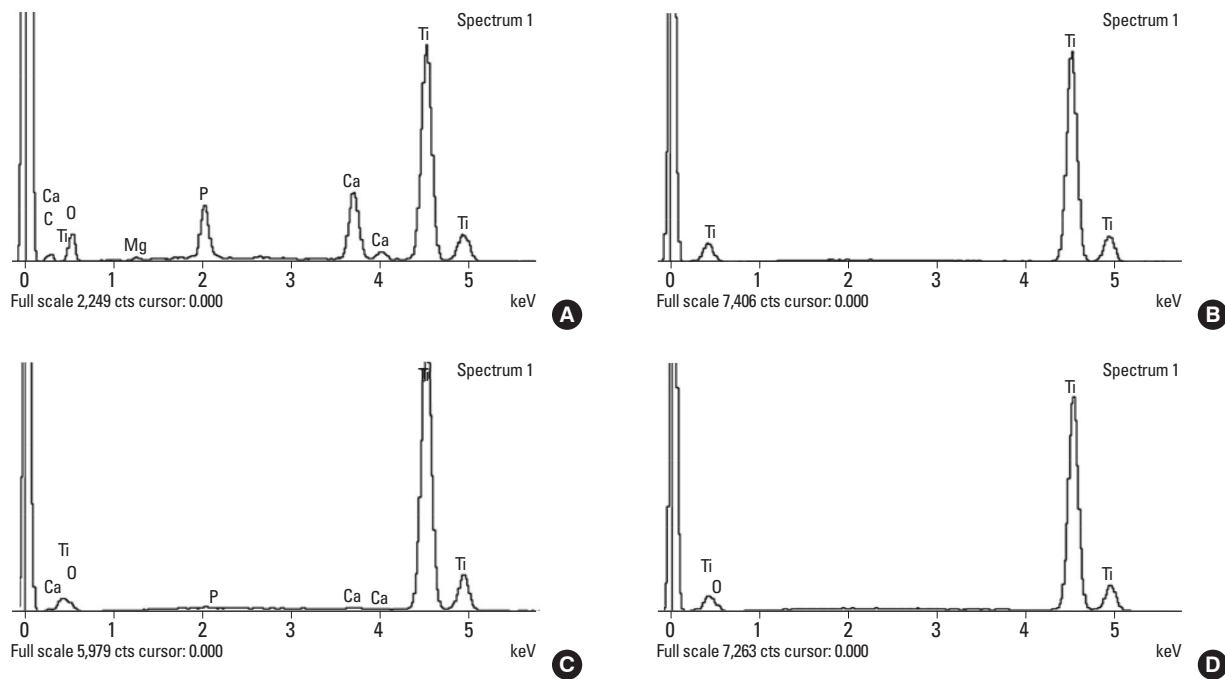 Spectrum 1
Ti
Ca
C
O
Ti
Mg
P
Ca
Ca
Ti
0 1 2 3 4 5
Full scale 2,249 cts cursor: 0.000 keV
A
Spectrum 1
Ti
Ti
Ti
0 1 2 3 4 5
Full scale 7,406 cts cursor: 0.000 keV
B
Spectrum 1
Ti
Ti
O
Ca
P
Ca
Ca
Ti
0 1 2 3 4 5
Full scale 5,979 cts cursor: 0.000 keV
C
Spectrum 1
Ti
Ti
O
Ti
0 1 2 3 4 5
Full scale 7,263 cts cursor: 0.000 keV
D